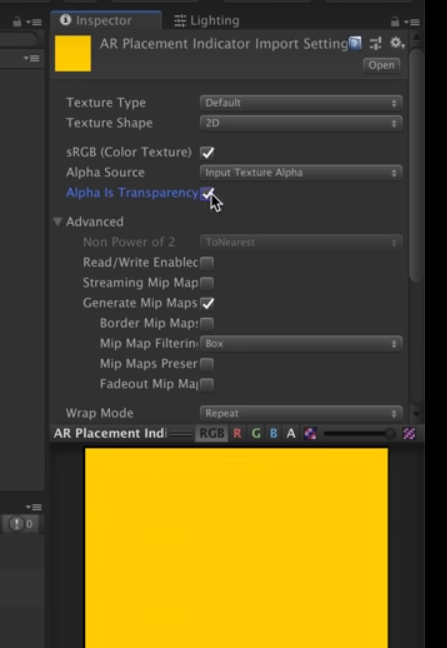 Inspector Lighting
AR Placement Indicator Import Setting
Open
Texture Type Default
Texture Shape 2D
sRGB (Color Texture)
Alpha Source Input Texture Alpha
Alpha Is Transparency
Advanced
Non Power of 2 ToNearest
Read/Write Enabled
Streaming Mip Map
Generate Mip Maps
Border Mip Maps
Mip Map Filterin Box
Mip Maps Preser
Fadeout Mip Ma
Wrap Mode Repeat
AR Placement Indi RGB R G B A
0